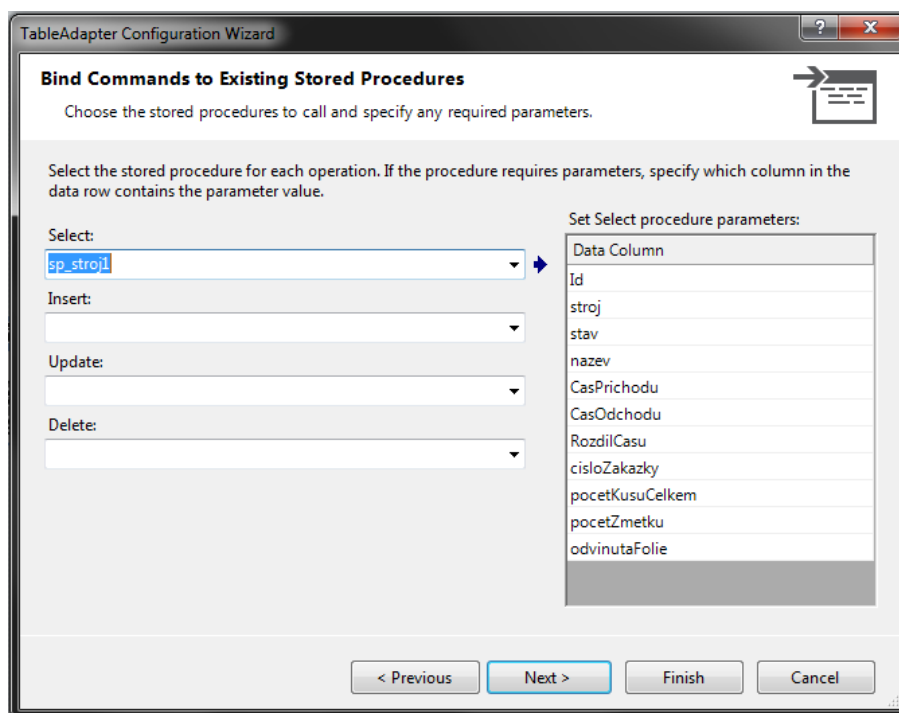 TableAdapter Configuration Wizard
Bind Commands to Existing Stored Procedures
Choose the stored procedures to call and specify any required parameters.
Select the stored procedure for each operation. If the procedure requires parameters, specify which column in the
data row contains the parameter value.
Select:
sp_stroj1
Insert:
Update:
Delete:
Set Select procedure parameters:
Data Column
Id
stroj
stav
nazev
CasPrichodu
CasOdchodu
RozdilCasu
cisloZakazky
pocetKusuCelkem
pocetZmetku
odvinutaFolie
< Previous
Next >
Finish
Cancel